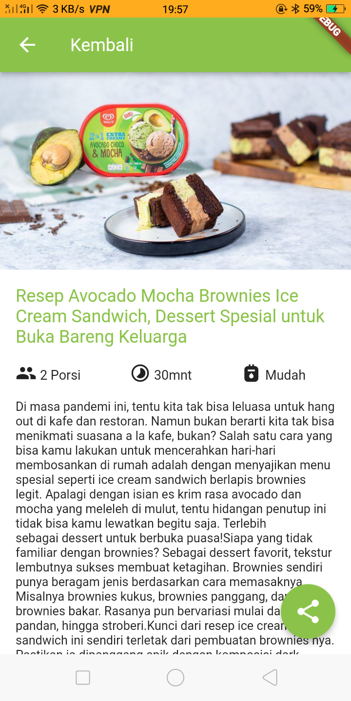 3 KB/s VPN 19:57 59%
EBUG
Kembali
WALL'S
2in1 EXTRA CREAMY
AVOCADO CHOCO
& MOCHA
Resep Avocado Mocha Brownies Ice
Cream Sandwich, Dessert Spesial untuk
Buka Bareng Keluarga
2 Porsi 30mnt Mudah
Di masa pandemi ini, tentu kita tak bisa leluasa untuk hang
out di kafe dan restoran. Namun bukan berarti kita tak bisa
menikmati suasana a la kafe, bukan? Salah satu cara yang
bisa kamu lakukan untuk mencerahkan hari-hari
membosankan di rumah adalah dengan menyajikan menu
spesial seperti ice cream sandwich berlapis brownies
legit. Apalagi dengan isian es krim rasa avocado dan
mocha yang meleleh di mulut, tentu hidangan penutup ini
tidak bisa kamu lewatkan begitu saja. Terlebih
sebagai dessert untuk berbuka puasa!Siapa yang tidak
familiar dengan brownies? Sebagai dessert favorit, tekstur
lembutnya sukses membuat ketagihan. Brownies sendiri
punya beragam jenis berdasarkan cara memasaknya.
Misalnya brownies kukus, brownies panggang, da
brownies bakar. Rasanya pun bervariasi mulai da
pandan, hingga stroberi.Kunci dari resep ice crear
sandwich ini sendiri terletak dari pembuatan brownies nya.